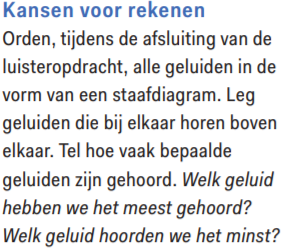 Kansen voor rekenen
Orden, tijdens de afsluiting van de
luisteropdracht, alle geluiden in de
vorm van een staafdiagram. Leg
geluiden die bij elkaar horen boven
elkaar. Tel hoe vaak bepaalde
geluiden zijn gehoord. Welk geluid
hebben we het meest gehoord?
Welk geluid hoorden we het minst?